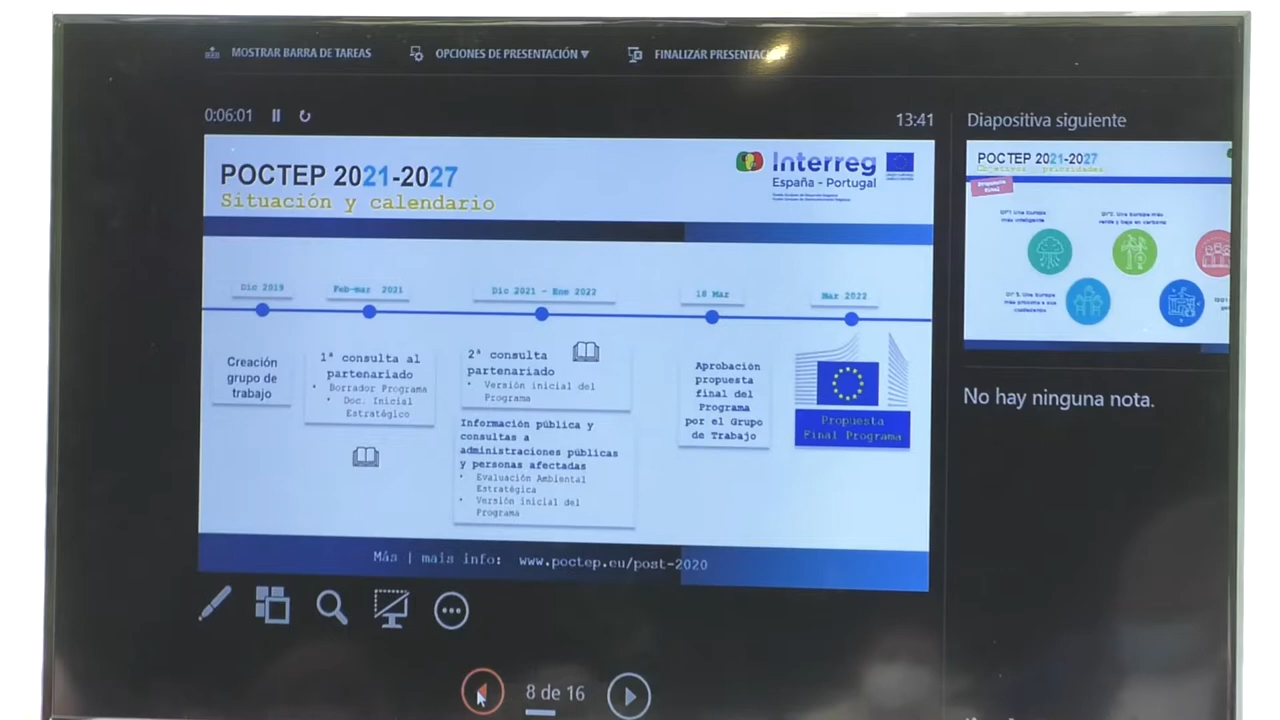 MOSTRAR BARRA DE TAREAS
OPCIONES DE PRESENTACIÓN
FINALIZAR PRESENTACIÓN
0:06:01
13:41
POCTEP 2021-2027
Situación y calendario
Interreg
España - Portugal
Dic 2019
Feb-mar 2021
Dic 2021 - Ene 2022
18 Mar
Mar 2022
Creación
grupo de
trabajo
1ª consulta al
partenariado
• Borrador Programa
• Doc. Inicial
Estratégico
2ª consulta
partenariado
• Versión inicial del
Programa
Información pública y
consultas a
administraciones públicas
y personas afectadas
• Evaluación Ambiental
Estratégica
• Versión inicial del
Programa
Aprobación
propuesta
final del
Programa
por el Grupo
de Trabajo
Propuesta
Final Programa
Más | mais info: www.poctep.eu/post-2020
8 de 16
Diapositiva siguiente
POCTEP 2021-2027
Objetivos prioridades
Propuesta
Final
No hay ninguna nota.